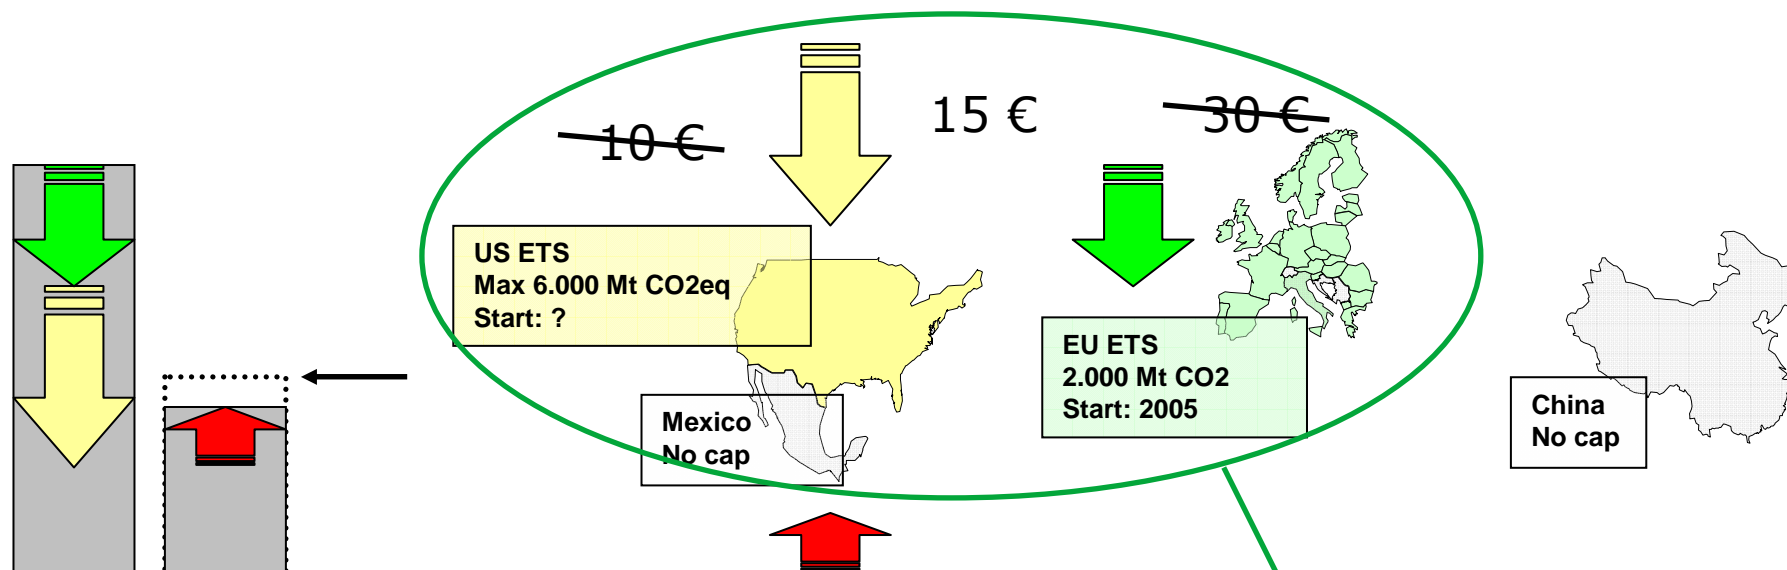 10 €
15 €
30 €
US ETS
Max 6.000 Mt CO2eq
Start: ?
EU ETS
2.000 Mt CO2
Start: 2005
Mexico
No cap
China
No cap